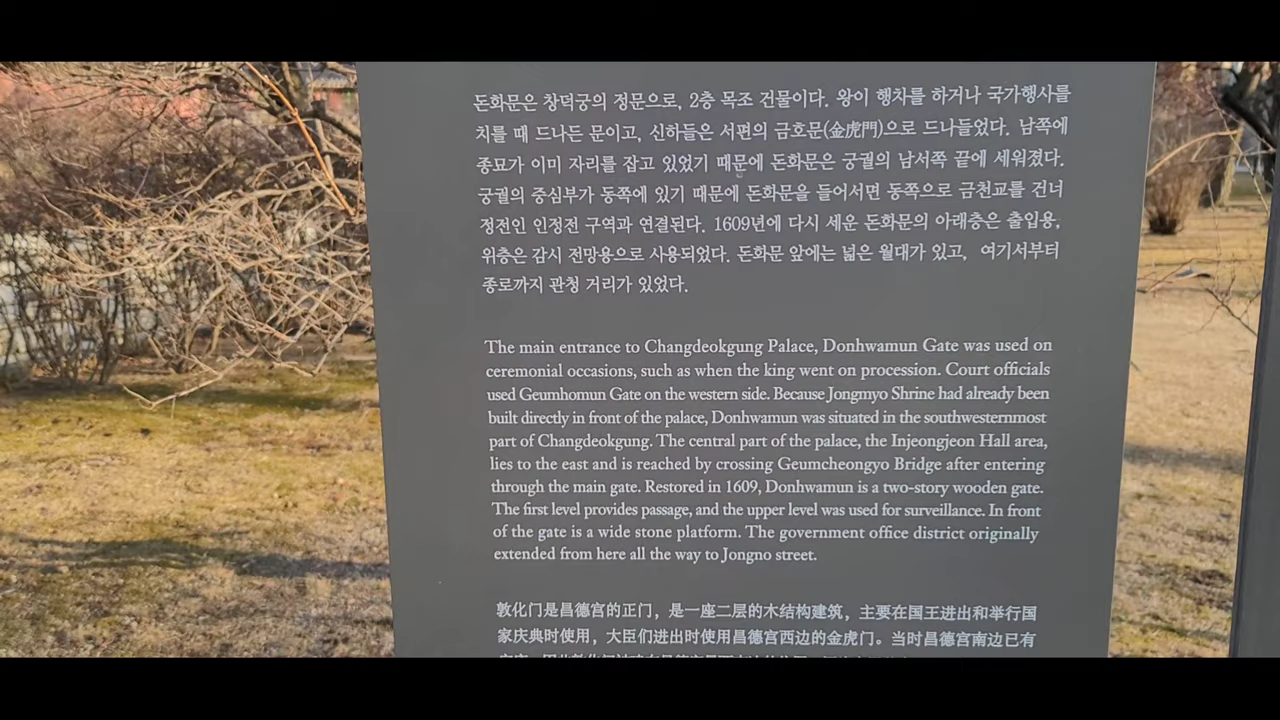 돈화문은 창덕궁의 정문으로, 2층 목조 건물이다. 왕이 행차를 하거나 국가행사를
치를 때 드나든 문이고, 신하들은 서편의 금호문(金虎門)으로 드나들었다. 남쪽에
종묘가 이미 자리를 잡고 있었기 때문에 돈화문은 궁궐의 남서쪽 끝에 세워졌다.
궁궐의 중심부가 동쪽에 있기 때문에 돈화문을 들어서면 동쪽으로 금천교를 건너
정전인 인정전 구역과 연결된다. 1609년에 다시 세운 돈화문의 아래층은 출입용,
위층은 감시 전망용으로 사용되었다. 돈화문 앞에는 넓은 월대가 있고, 여기서부터
종로까지 관청 거리가 있었다.
The main entrance to Changdeokgung Palace, Donhwamun Gate was used on
ceremonial occasions, such as when the king went on procession. Court officials
used Geumhomun Gate on the western side. Because Jongmyo Shrine had already been
built directly in front of the palace, Donhwamun was situated in the southwesternmost
part of Changdeokgung. The central part of the palace, the Injeongjeon Hall area,
lies to the east and is reached by crossing Geumcheongyo Bridge after entering
through the main gate. Restored in 1609, Donhwamun is a two-story wooden gate.
The first level provides passage, and the upper level was used for surveillance. In front
of the gate is a wide stone platform. The government office district originally
extended from here all the way to Jongno street.
敦化门是昌德宫的正门，是一座二层的木结构建筑，主要在国王进出和举行国
家庆典时使用，大臣们进出时使用昌德宫西边的金虎门。当时昌德宫南边已有